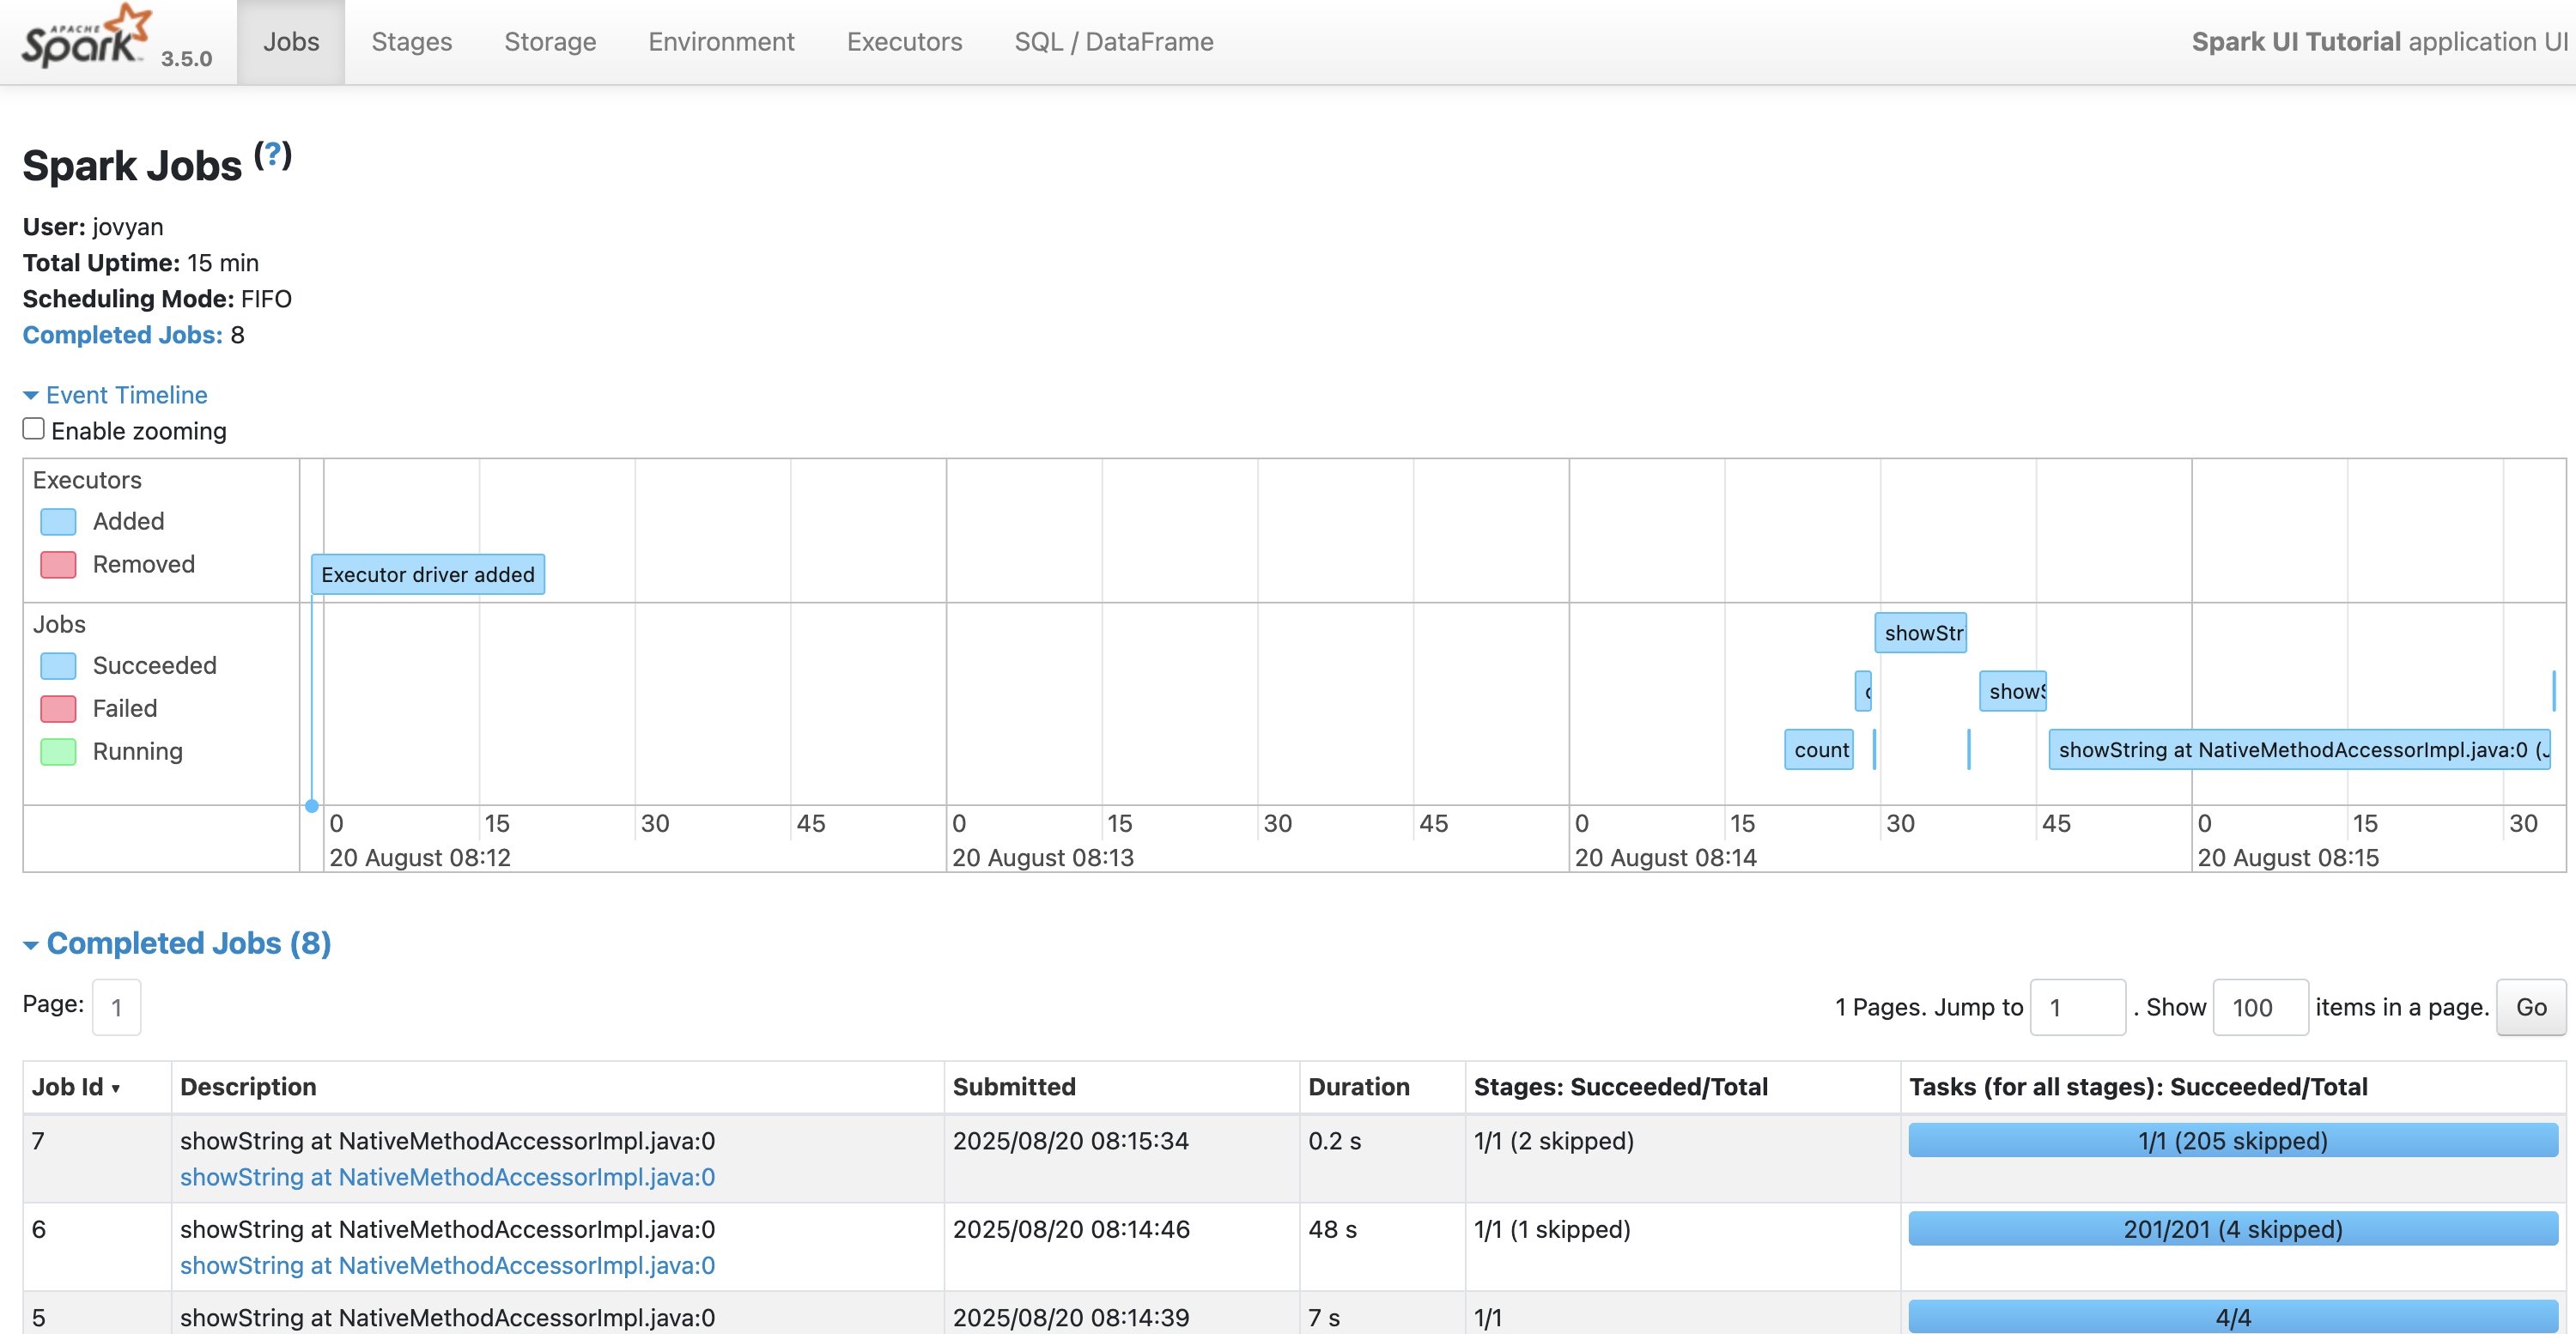 APACHE
Spark 3.5.0 Jobs Stages Storage Environment Executors SQL / DataFrame Spark UI Tutorial application UI
Spark Jobs (?)
User: jovyan
Total Uptime: 15 min
Scheduling Mode: FIFO
Completed Jobs: 8
Event Timeline
Enable zooming
Executors
Added
Removed
Executor driver added
Jobs
showStr
Succeeded
show
Failed
Running
count
showString at NativeMethodAccessorImpl.java:0 (
0 15 30 45 0 15 30 45 0 15 30 45 0 15 30
20 August 08:12 20 August 08:13 20 August 08:14 20 August 08:15
Completed Jobs (8)
Page: 1 1 Pages. Jump to 1 . Show 100 items in a page. Go
Job Id ▾ Description Submitted Duration Stages: Succeeded/Total Tasks (for all stages): Succeeded/Total
7 showString at NativeMethodAccessorImpl.java:0 2025/08/20 08:15:34 0.2 s 1/1 (2 skipped) 1/1 (205 skipped)
showString at NativeMethodAccessorImpl.java:0
6 showString at NativeMethodAccessorImpl.java:0 2025/08/20 08:14:46 48 s 1/1 (1 skipped) 201/201 (4 skipped)
showString at NativeMethodAccessorImpl.java:0
5 showString at NativeMethodAccessorImpl.java:0 2025/08/20 08:14:39 7 s 1/1 4/4